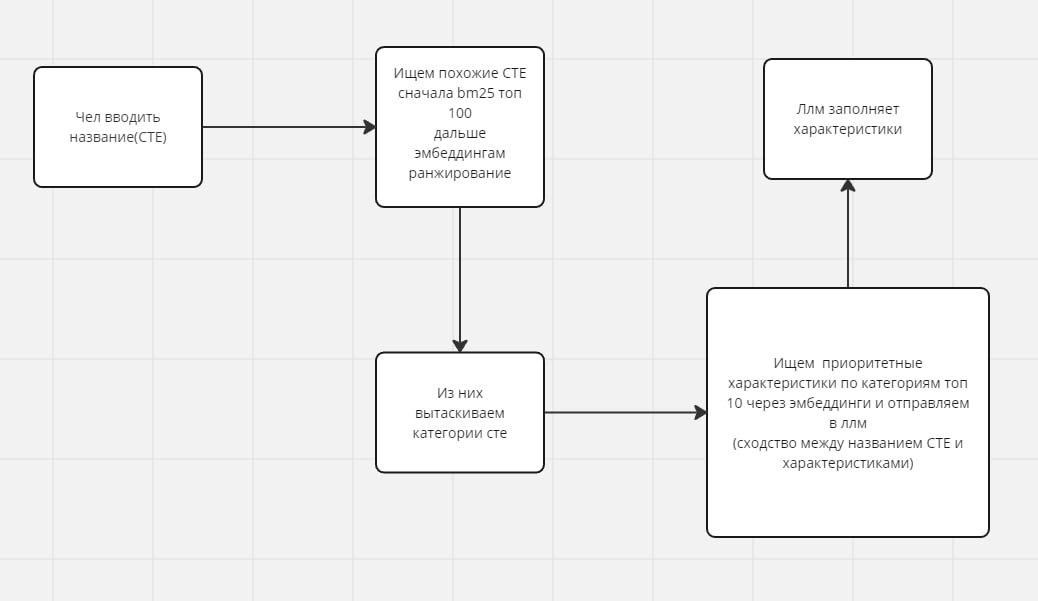 Чел вводить
название(СТЕ)
Ищем похожие СТЕ
сначала bm25 топ
100
дальше
эмбеддингам
ранжирование
Из них
вытаскиваем
категории сте
Ищем приоритетные
характеристики по категориям топ
10 через эмбеддинги и отправляем
в ллм
(сходство между названием СТЕ и
характеристиками)
Ллм заполняет
характеристики